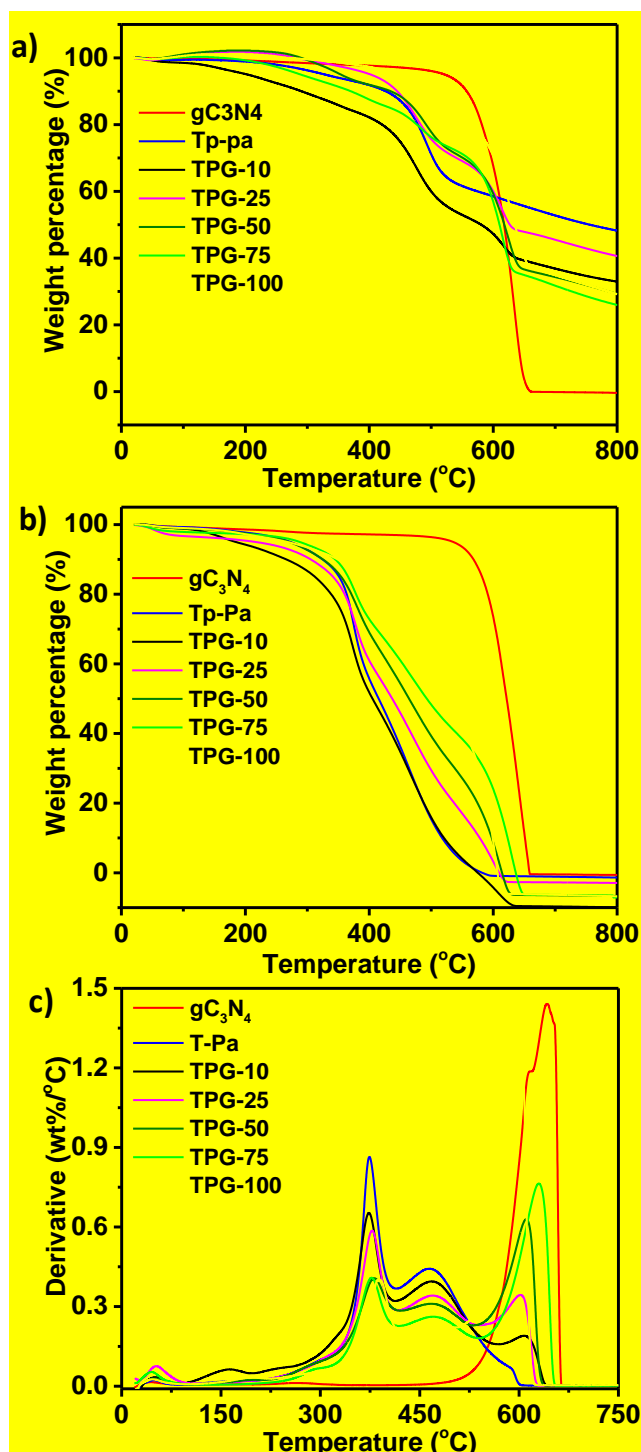 a)
100
80
60
40
20
0
Weight percentage (%)
gC3N4
Tp-pa
TPG-10
TPG-25
TPG-50
TPG-75
TPG-100
0 200 400 600 800
Temperature (°C)
b)
100
80
60
40
20
0
Weight percentage (%)
gC₃N₄
Tp-Pa
TPG-10
TPG-25
TPG-50
TPG-75
TPG-100
0 200 400 600 800
Temperature (°C)
c)
1.5
1.2
0.9
0.6
0.3
0.0
Derivative (wt%/°C)
gC₃N₄
T-Pa
TPG-10
TPG-25
TPG-50
TPG-75
TPG-100
0 150 300 450 600 750
Temperature (°C)